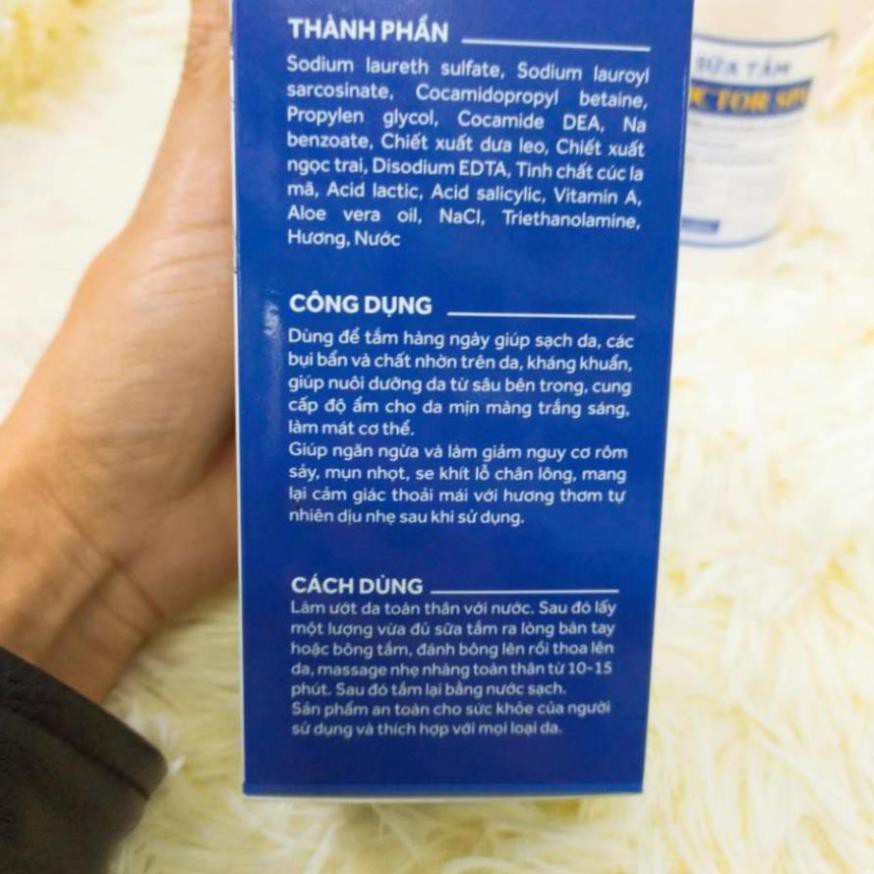 THÀNH PHẦN
Sodium laureth sulfate, Sodium lauroyl
sarcosinate, Cocamidopropyl betaine,
Propylen glycol, Cocamide DEA, Na
benzoate, Chiết xuất dưa leo, Chiết xuất
ngọc trai, Disodium EDTA, Tinh chất cúc la
mã, Acid lactic, Acid salicylic, Vitamin A,
Aloe vera oil, NaCl, Triethanolamine,
Hương, Nước
CÔNG DỤNG
Dùng để tắm hàng ngày giúp sạch da, các
bụi bẩn và chất nhờn trên da, kháng khuẩn,
giúp nuôi dưỡng da từ sâu bên trong, cung
cấp độ ẩm cho da mịn màng trắng sáng,
làm mát cơ thể.
Giúp ngăn ngừa và làm giảm nguy cơ rôm
sảy, mụn nhọt, se khít lỗ chân lông, mang
lại cảm giác thoải mái với hương thơm tự
nhiên dịu nhẹ sau khi sử dụng.
CÁCH DÙNG
Làm ướt da toàn thân với nước. Sau đó lấy
một lượng vừa đủ sữa tắm ra lòng bàn tay
hoặc bông tắm, đánh bông lên rồi thoa lên
da, massage nhẹ nhàng toàn thân từ 10-15
phút. Sau đó tắm lại bằng nước sạch.
Sản phẩm an toàn cho sức khỏe của người
sử dụng và thích hợp với mọi loại da.
SỮA TẮM